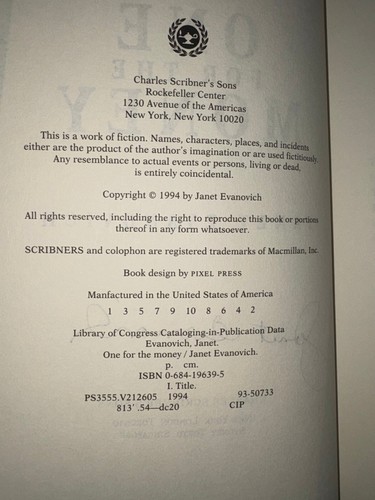 Charles Scribner's Sons
Rockefeller Center
1230 Avenue of the Americas
New York, New York 10020
This is a work of fiction. Names, characters, places, and incidents
either are the product of the author's imagination or are used fictitiously.
Any resemblance to actual events or persons, living or dead,
is entirely coincidental.
Copyright © 1994 by Janet Evanovich
All rights reserved, including the right to reproduce this book or portions
thereof in any form whatsoever.
SCRIBNERS and colophon are registered trademarks of Macmillan, Inc.
Book design by PIXEL PRESS
Manfactured in the United States of America
1 3 5 7 9 10 8 6 4 2
Library of Congress Cataloging-in-Publication Data
Evanovich, Janet.
One for the money / Janet Evanovich.
p. cm.
ISBN 0-684-19639-5
I. Title.
PS3555.V212605 1994 93-50733
813'.54—dc20 CIP